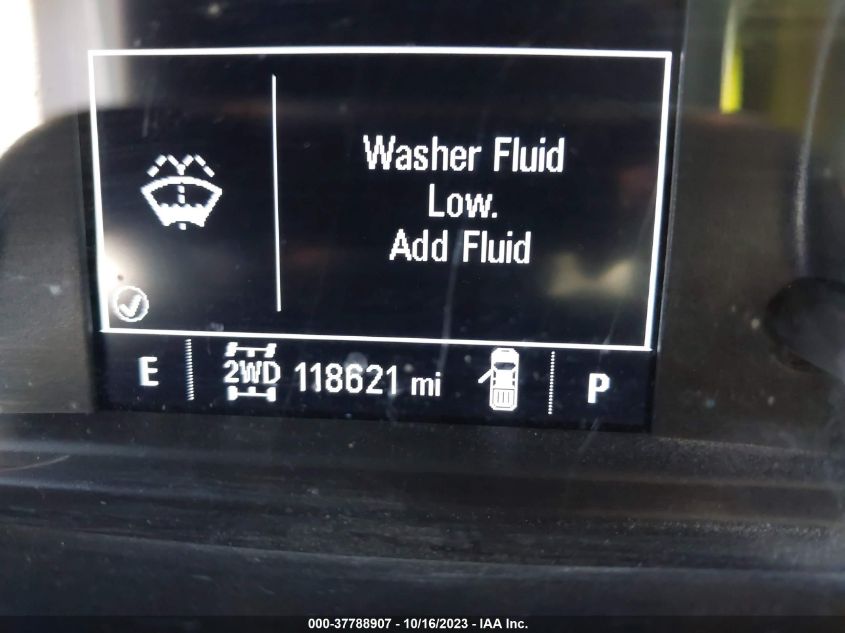 Washer Fluid
Low.
Add Fluid
E 2WD 118621 mi P
000-37788907 - 10/16/2023 - IAA Inc.